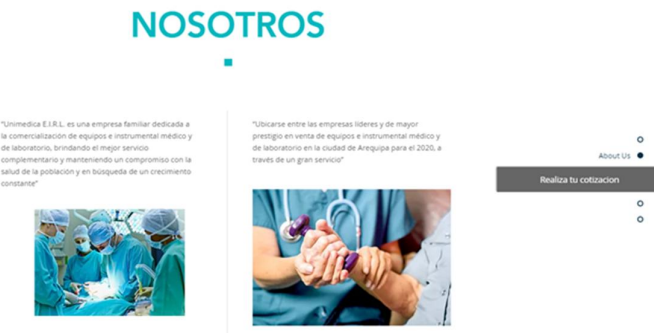 NOSOTROS
"Unimedica E.I.R.L. es una empresa familiar dedicada a
la comercialización de equipos e instrumental médico y
de laboratorio, brindando el mejor servicio
complementario y manteniendo un compromiso con la
salud de la población y en búsqueda de un crecimiento
constante"
"Ubicarse entre las empresas líderes y de mayor
prestigio en venta de equipos e instrumental médico y
de laboratorio en la ciudad de Arequipa para el 2020, a
través de un gran servicio"
About Us
Realiza tu cotizacion